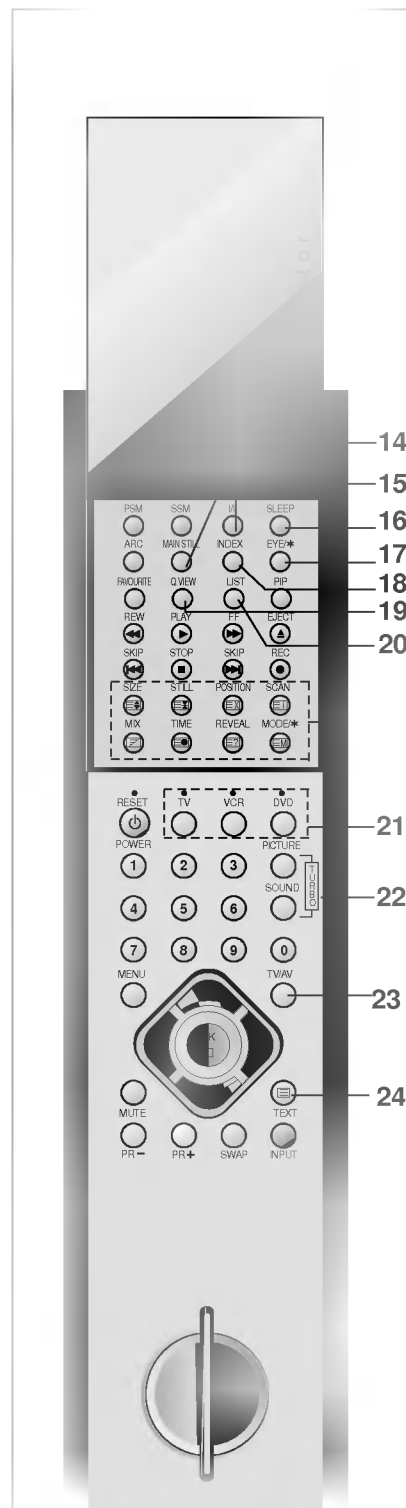 14
15
PSM SSM I/II SLEEP 16
ARC MAIN STILL INDEX EYE/* 17
18
FAVOURITE Q.VIEW LIST PIP 19
REW PLAY FF EJECT 20
SKIP STOP SKIP REC
SIZE STILL POSITION SCAN
MIX TIME REVEAL MODE/*
M
RESET TV VCR DVD 21
POWER PICTURE
1 2 3
SOUND TURBO 22
4 5 6
7 8 9 0
MENU TV/AV
23
K
24
MUTE TEXT
PR - PR + SWAP INPUT